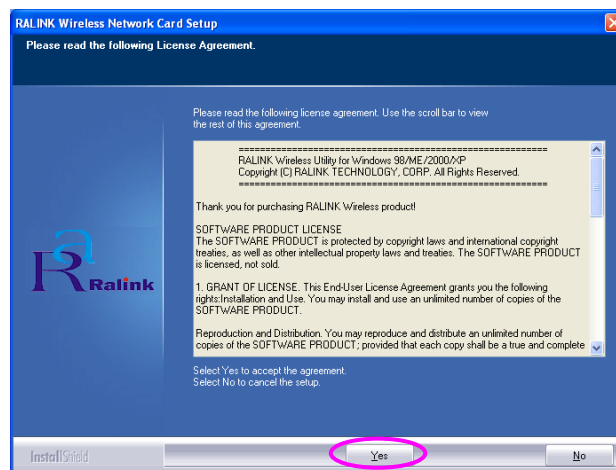 RALINK Wireless Network Card Setup
Please read the following License Agreement.
Please read the following license agreement. Use the scroll bar to view
the rest of this agreement.
==========================================================
RALINK Wireless Utility for Windows 98/ME/2000/XP
Copyright (C) RALINK TECHNOLOGY, CORP. All Rights Reserved.
==========================================================
Thank you for purchasing RALINK Wireless product!
SOFTWARE PRODUCT LICENSE
The SOFTWARE PRODUCT is protected by copyright laws and international copyright
treaties, as well as other intellectual property laws and treaties. The SOFTWARE PRODUCT
is licensed, not sold.
1. GRANT OF LICENSE. This End-User License Agreement grants you the following
rights:Installation and Use. You may install and use an unlimited number of copies of the
SOFTWARE PRODUCT.
Reproduction and Distribution. You may reproduce and distribute an unlimited number of
copies of the SOFTWARE PRODUCT; provided that each copy shall be a true and complete
Ralink
Select Yes to accept the agreement.
Select No to cancel the setup.
InstallShield
Yes
No